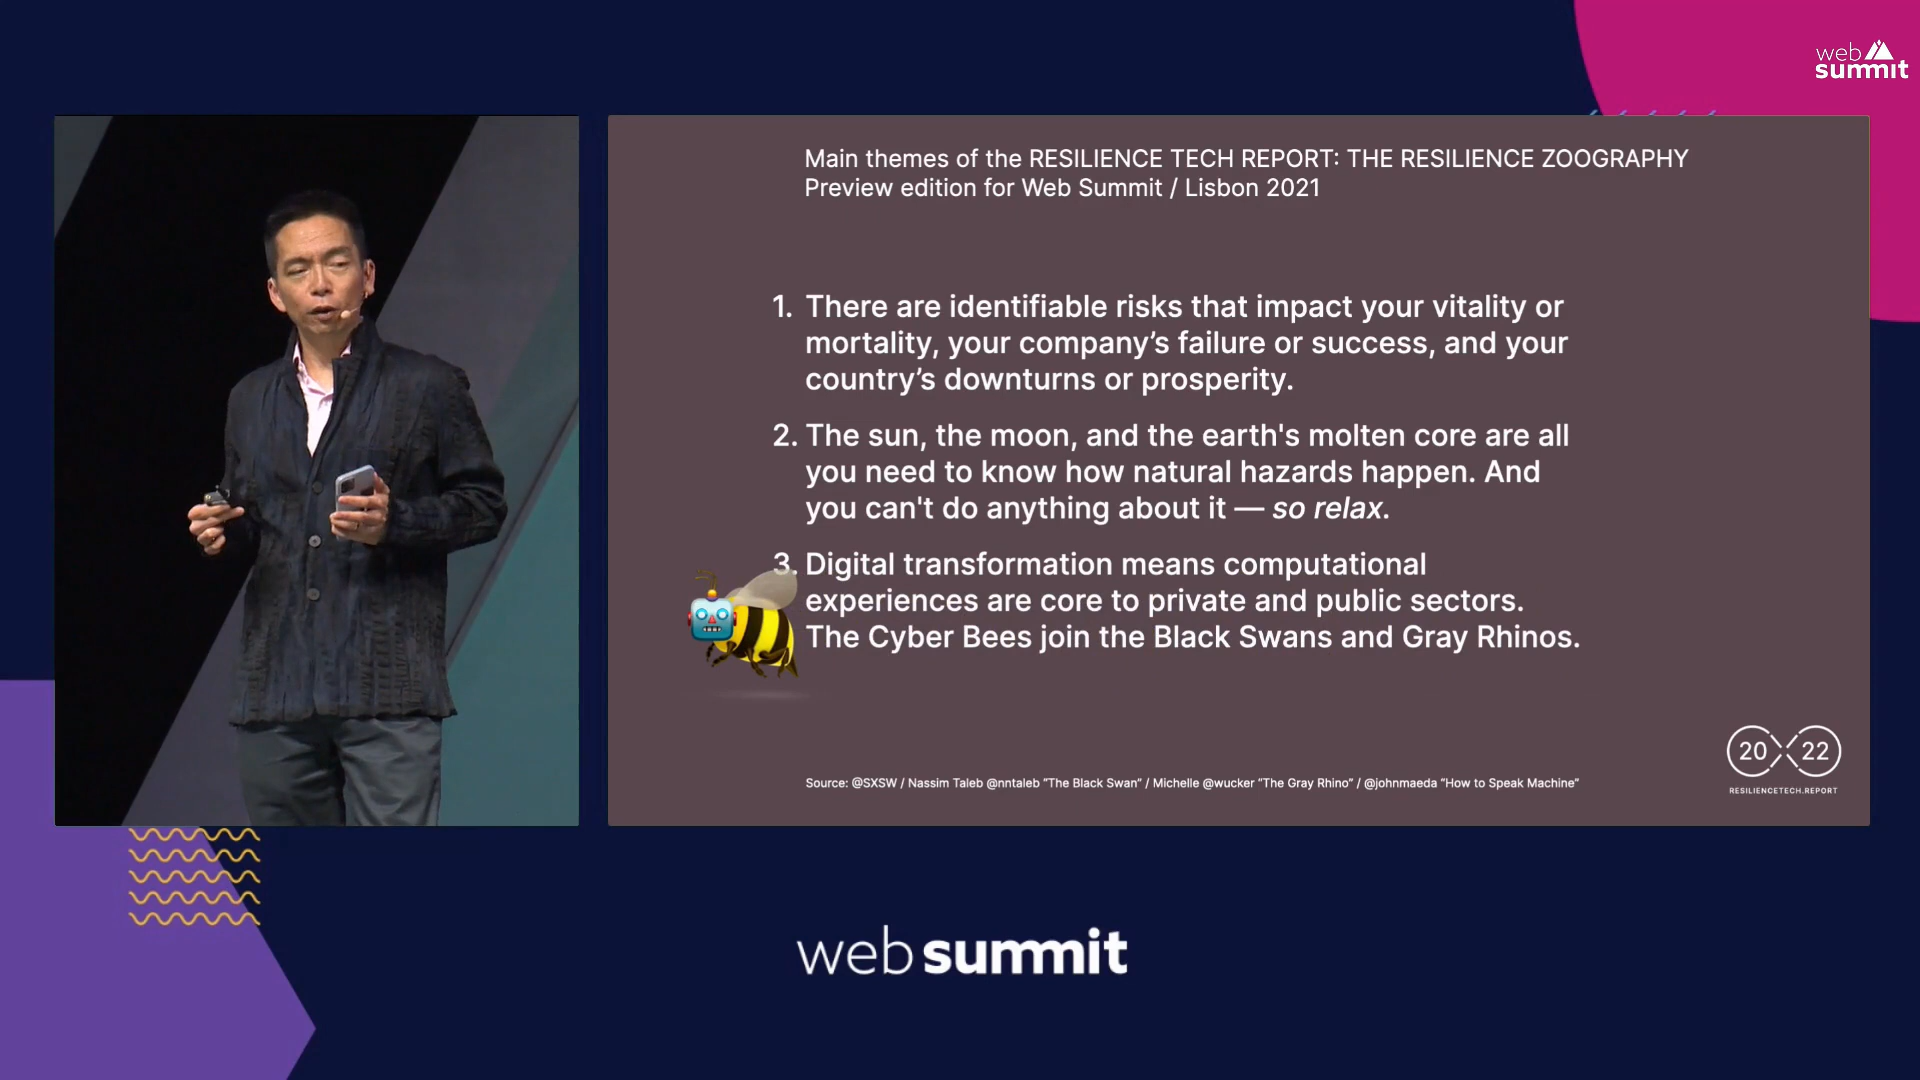 web
summit
Main themes of the RESILIENCE TECH REPORT: THE RESILIENCE ZOOGRAPHY
Preview edition for Web Summit / Lisbon 2021
1. There are identifiable risks that impact your vitality or
mortality, your company’s failure or success, and your
country’s downturns or prosperity.
2. The sun, the moon, and the earth's molten core are all
you need to know how natural hazards happen. And
you can't do anything about it — so relax.
3. Digital transformation means computational
experiences are core to private and public sectors.
The Cyber Bees join the Black Swans and Gray Rhinos.
20 22
RESILIENCETECH.REPORT
Source: @SXSW / Nassim Taleb @nntaleb “The Black Swan” / Michelle @wucker “The Gray Rhino” / @johnmaeda “How to Speak Machine”
web summit